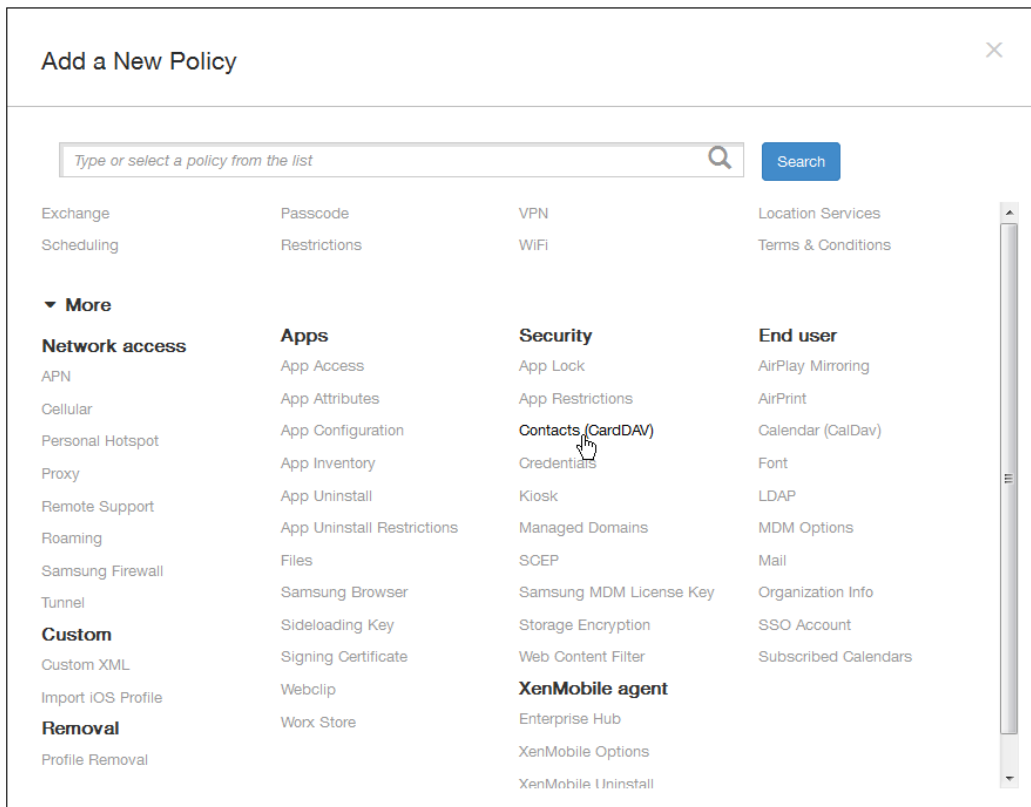 Add a New Policy
Type or select a policy from the list
Search
Exchange
Scheduling
Passcode
Restrictions
VPN
WiFi
Location Services
Terms & Conditions
More
Network access
APN
Cellular
Personal Hotspot
Proxy
Remote Support
Roaming
Samsung Firewall
Tunnel
Custom
Custom XML
Import iOS Profile
Removal
Profile Removal
Apps
App Access
App Attributes
App Configuration
App Inventory
App Uninstall
App Uninstall Restrictions
Files
Samsung Browser
Sideloading Key
Signing Certificate
Webclip
Worx Store
Security
App Lock
App Restrictions
Contacts (CardDAV)
Credentials
Kiosk
Managed Domains
SCEP
Samsung MDM License Key
Storage Encryption
Web Content Filter
XenMobile agent
Enterprise Hub
XenMobile Options
XenMobile Uninstall
End user
AirPlay Mirroring
AirPrint
Calendar (CalDav)
Font
LDAP
MDM Options
Mail
Organization Info
SSO Account
Subscribed Calendars